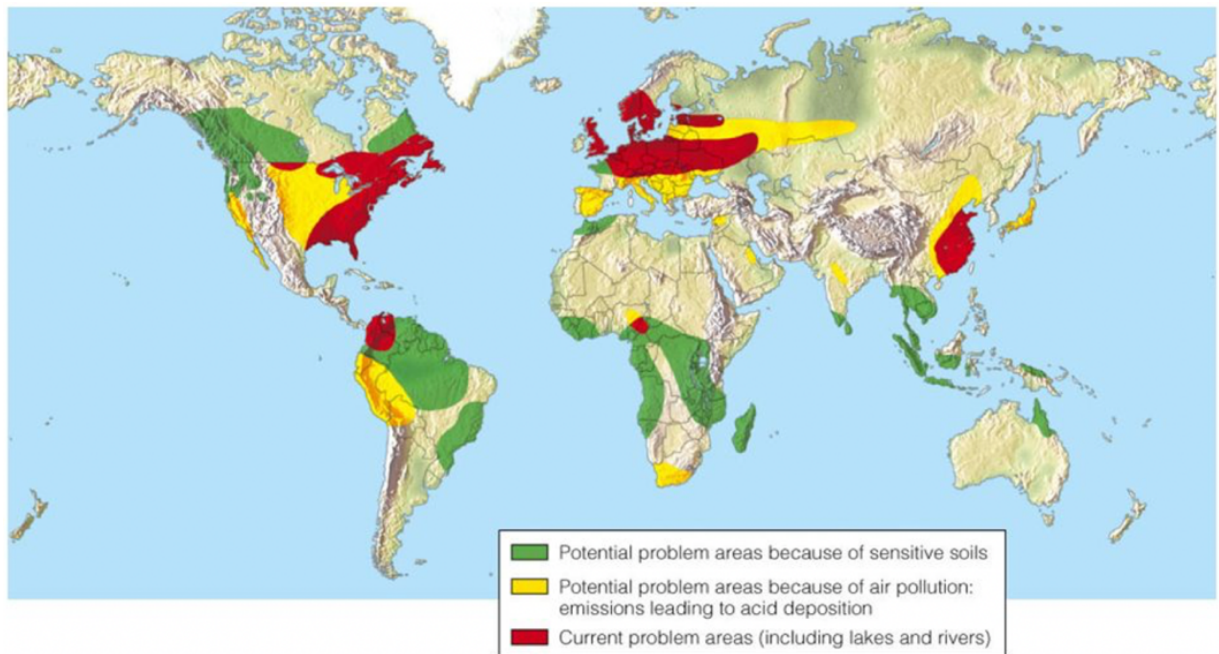 Potential problem areas because of sensitive soils
Potential problem areas because of air pollution:
emissions leading to acid deposition
Current problem areas (including lakes and rivers)